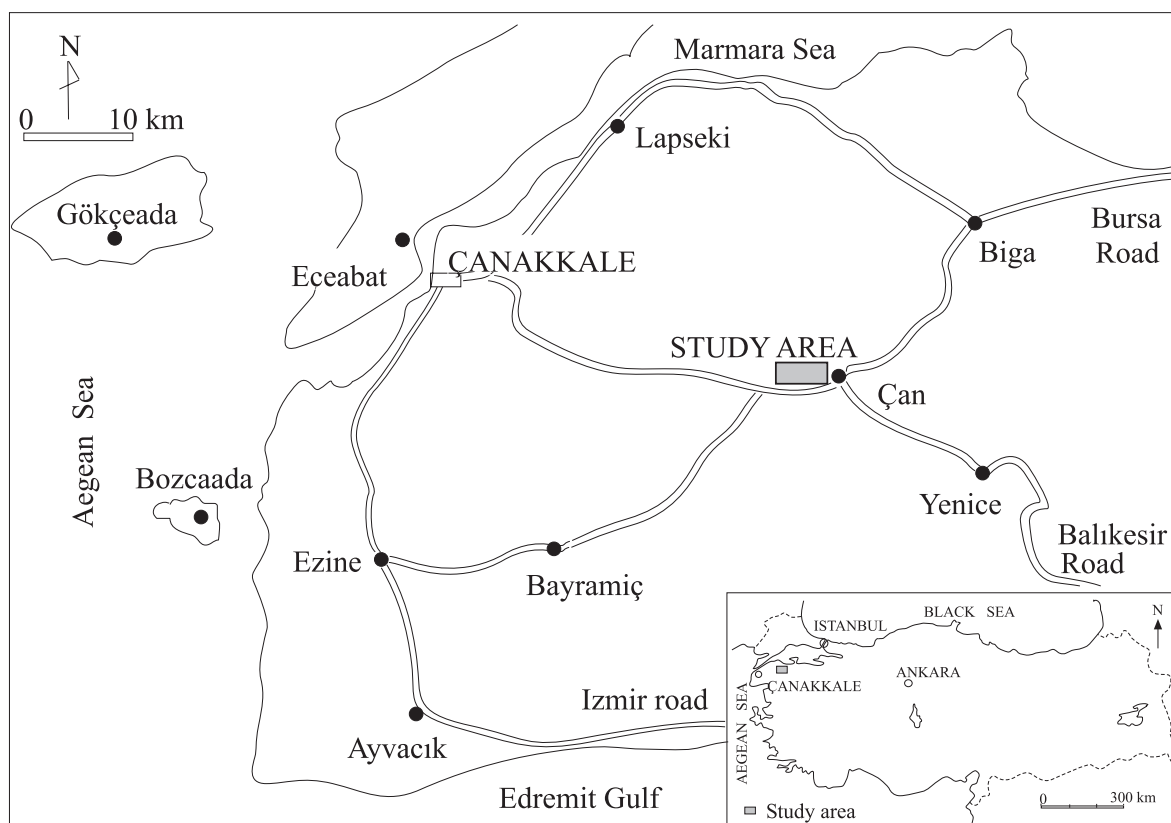 N
0 10 km
Marmara Sea
Lapseki
Gökçeada
Eceabat
ÇANAKKALE
Biga
Bursa
Road
STUDY AREA
Çan
Aegean Sea
Bozcaada
Yenice
Ezine
Bayramiç
Balıkesir
Road
Izmir road
Ayvacık
Edremit Gulf
BLACK SEA
N
ISTANBUL
ANKARA
ÇANAKKALE
AEGEAN SEA
Study area
0 300 km